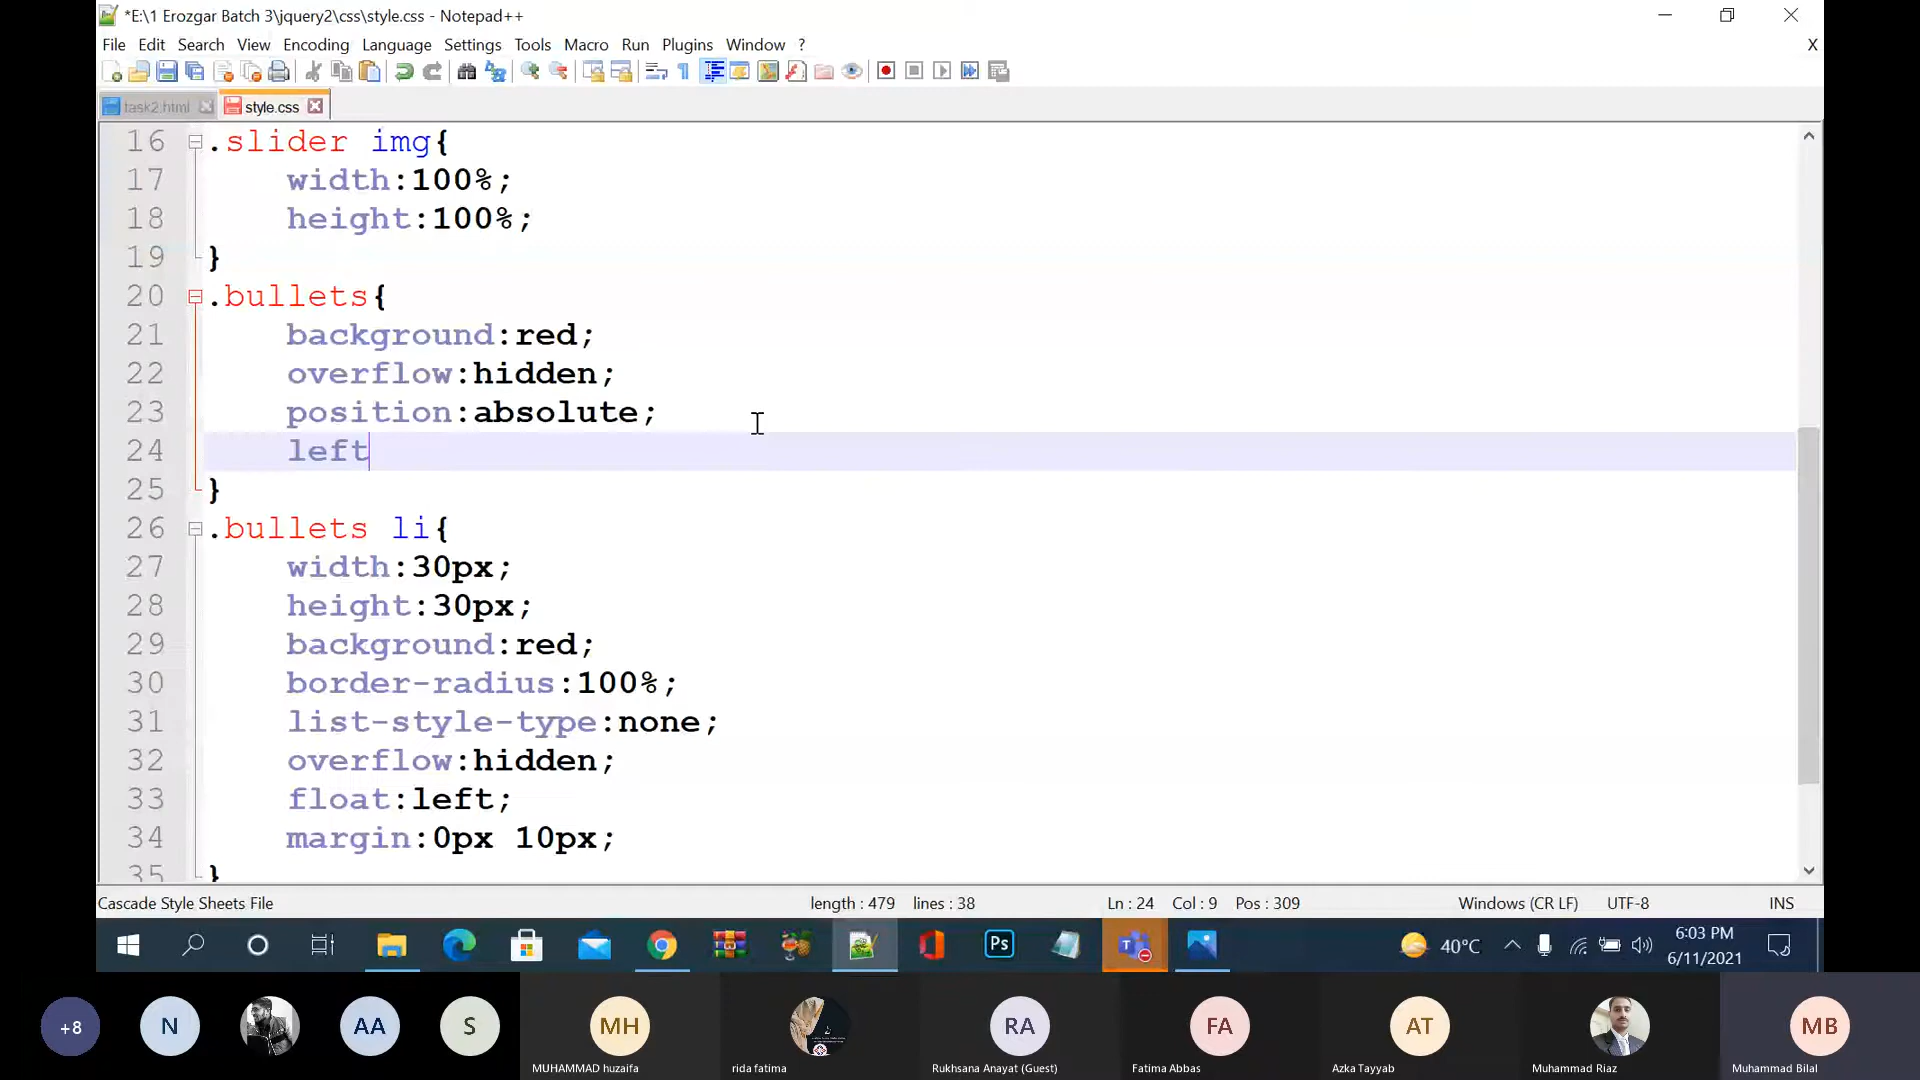 *E:\1 Erozgar Batch 3\jquery2\css\style.css - Notepad++
File Edit Search View Encoding Language Settings Tools Macro Run Plugins Window ? X
task2.html style.css
16 .slider img{
17 width:100%;
18 height:100%;
19 }
20 .bullets{
21 background:red;
22 overflow:hidden;
23 position:absolute;
24 left
25 }
26 .bullets li{
27 width:30px;
28 height:30px;
29 background:red;
30 border-radius:100%;
31 list-style-type:none;
32 overflow:hidden;
33 float:left;
34 margin:0px 10px;
35 }
Cascade Style Sheets File length : 479 lines : 38 Ln : 24 Col : 9 Pos : 309 Windows (CR LF) UTF-8 INS
Ps 40°C 6:03 PM
6/11/2021
+8 N AA S MH RA FA AT MB
MUHAMMAD huzaifa rida fatima Rukhsana Anayat (Guest) Fatima Abbas Azka Tayyab Muhammad Riaz Muhammad Bilal